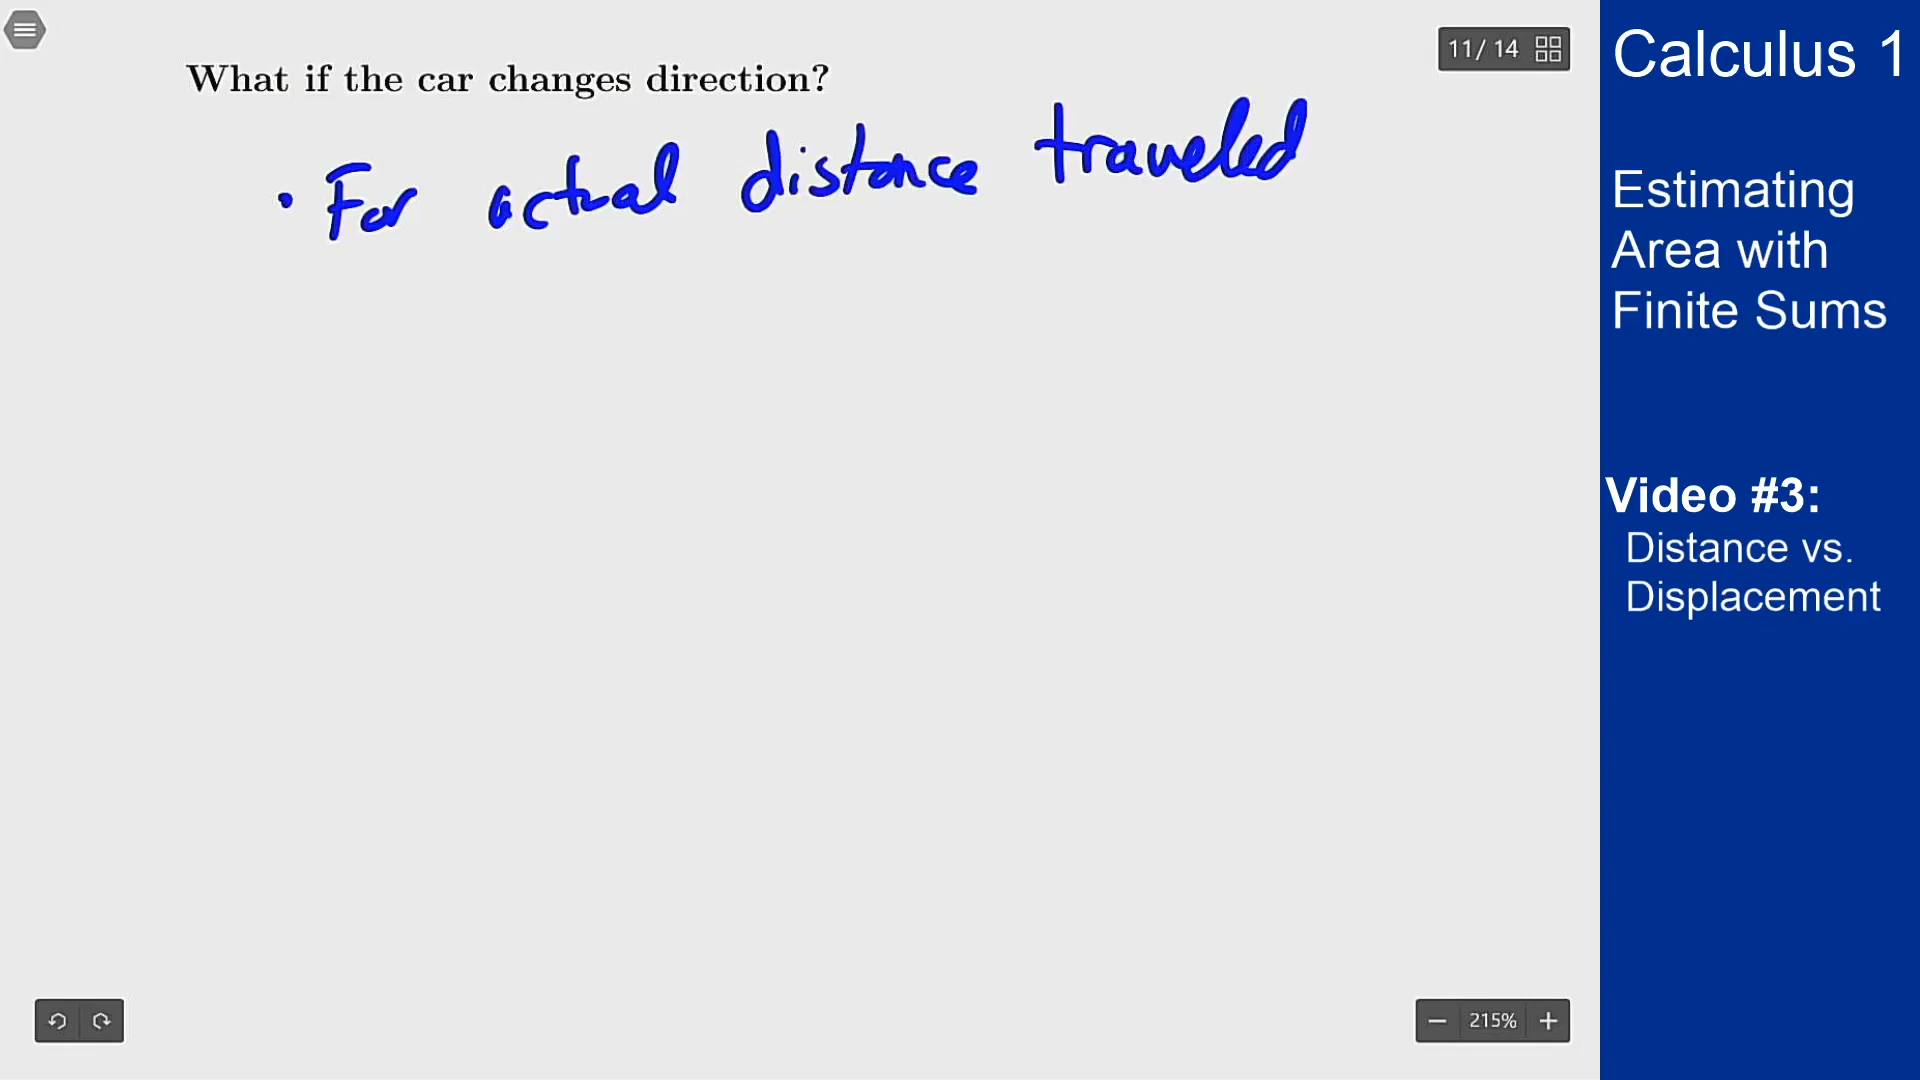 What if the car changes direction?
11/ 14
• For actual distance traveled
215%
Calculus 1
Estimating
Area with
Finite Sums
Video #3:
Distance vs.
Displacement